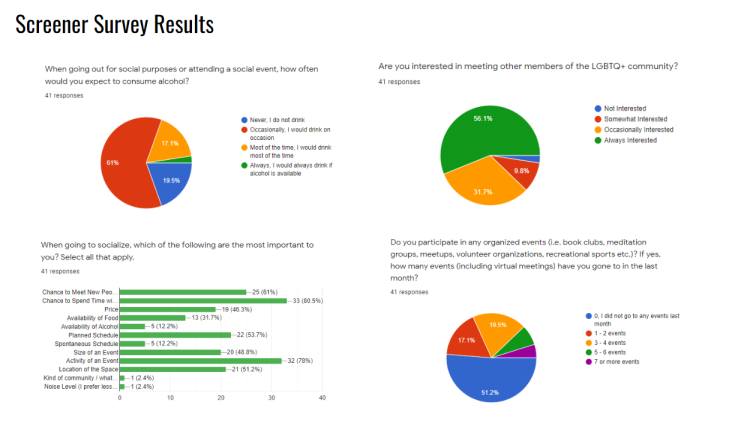 Screener Survey Results
When going out for social purposes or attending a social event, how often
would you expect to consume alcohol?
41 responses
17.1%
61%
19.5%
Never, I do not drink
Occasionally, I would drink on
occasion
Most of the time, I would drink
most of the time
Always, I would always drink if
alcohol is available
Are you interested in meeting other members of the LGBTQ+ community?
41 responses
56.1%
9.8%
31.7%
Not Interested
Somewhat Interested
Occasionally Interested
Always Interested
When going to socialize, which of the following are the most important to
you? Select all that apply.
41 responses
Chance to Meet New Peo... 25 (61%)
Chance to Spend Time wi... 33 (80.5%)
Price 19 (46.3%)
Availability of Food 13 (31.7%)
Availability of Alcohol 5 (12.2%)
Planned Schedule 22 (53.7%)
Spontaneous Schedule 5 (12.2%)
Size of an Event 20 (48.8%)
Activity of an Event 32 (78%)
Location of the Space 21 (51.2%)
Kind of community / what... 1 (2.4%)
Noise Level (I prefer less... 1 (2.4%)
0 10 20 30 40
Do you participate in any organized events (i.e. book clubs, meditation
groups, meetups, volunteer organizations, recreational sports etc.)? If yes,
how many events (including virtual meetings) have you gone to in the last
month?
41 responses
19.5%
17.1%
51.2%
0, I did not go to any events last
month
1 - 2 events
3 - 4 events
5 - 6 events
7 or more events